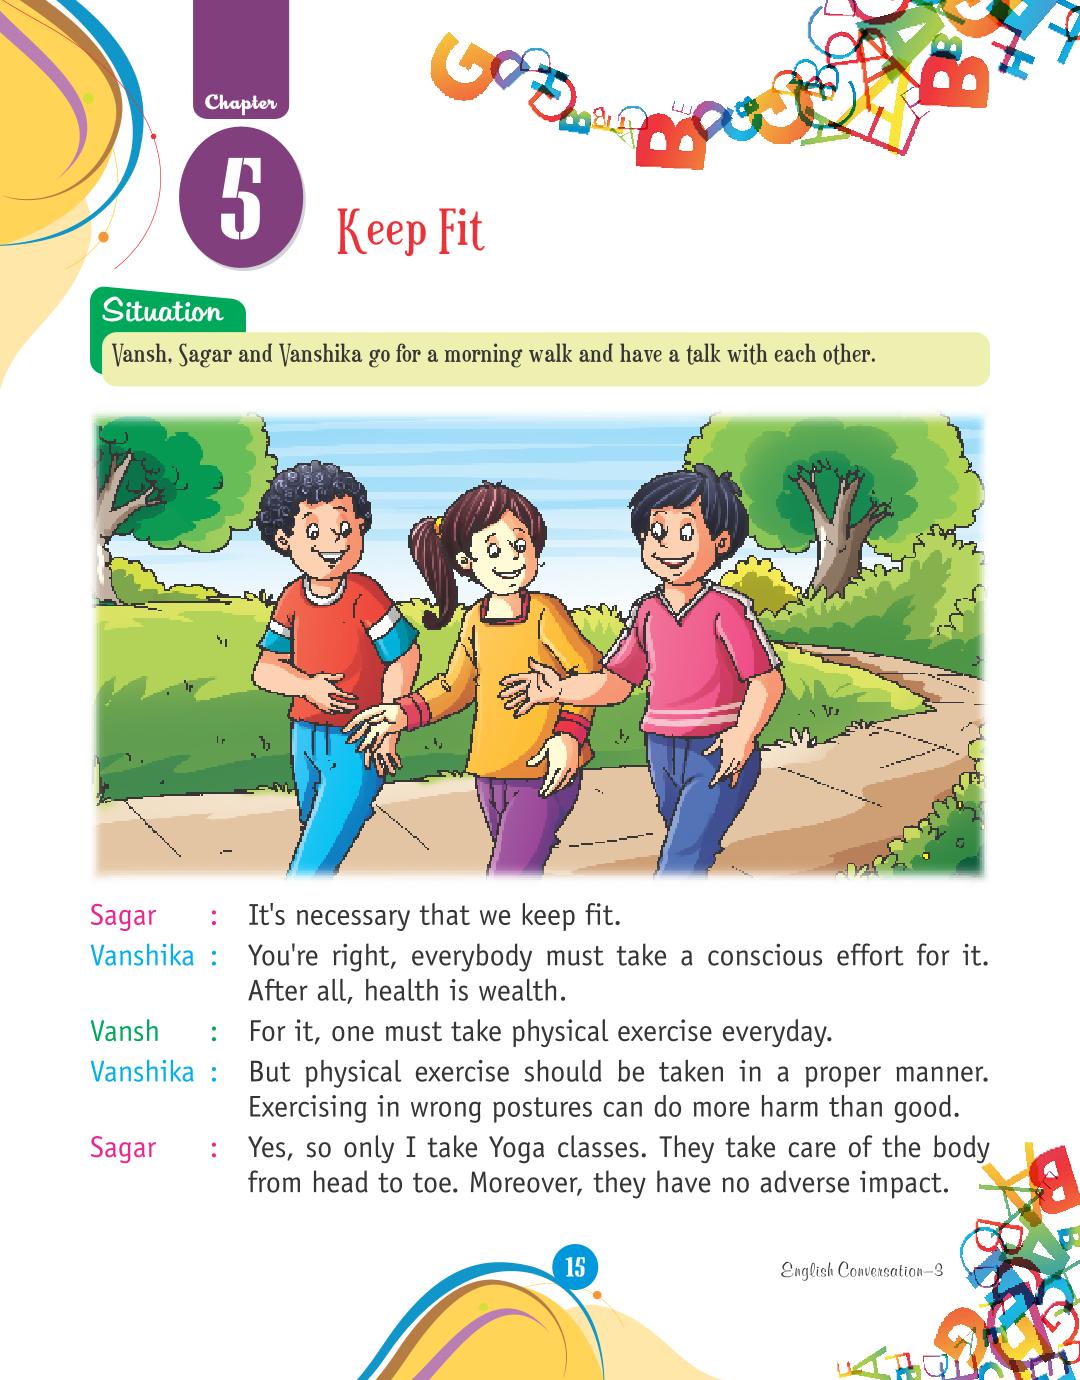 Chapter
5
Keep Fit
Situation
Vansh, Sagar and Vanshika go for a morning walk and have a talk with each other.
Sagar : It's necessary that we keep fit.
Vanshika : You're right, everybody must take a conscious effort for it.
After all, health is wealth.
Vansh : For it, one must take physical exercise everyday.
Vanshika : But physical exercise should be taken in a proper manner.
Exercising in wrong postures can do more harm than good.
Sagar : Yes, so only I take Yoga classes. They take care of the body
from head to toe. Moreover, they have no adverse impact.
15
English Conversation–3